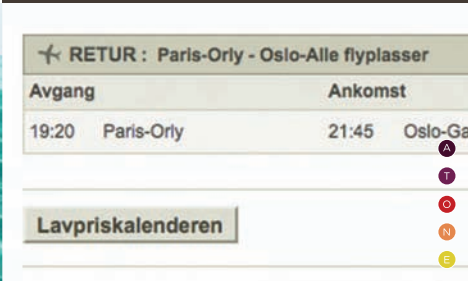 RETUR : Paris-Orly - Oslo-Alle flyplasser
Avgang Ankomst
19:20 Paris-Orly 21:45 Oslo-Ga
A
T
O
N
E
Lavpriskalenderen